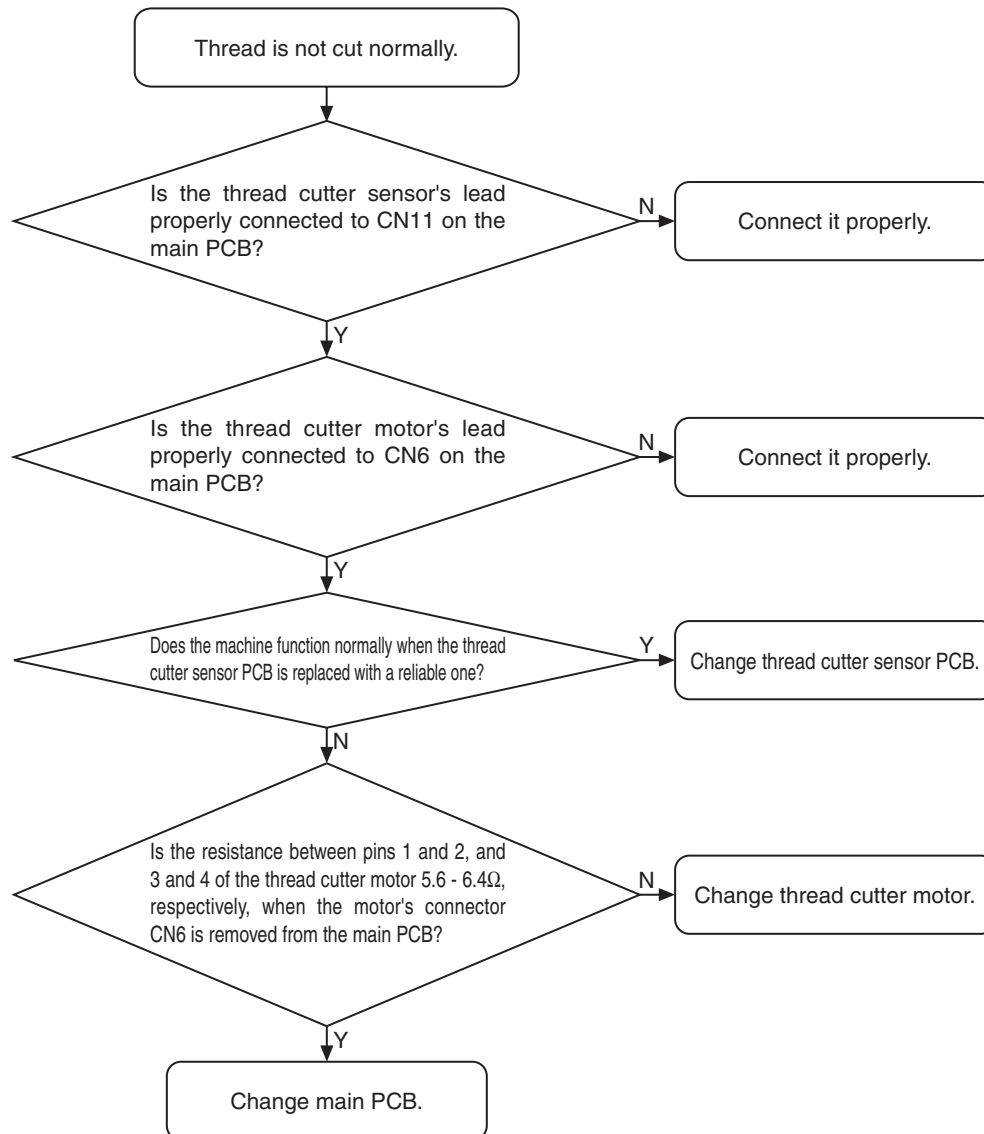 Thread is not cut normally.
Is the thread cutter sensor's lead
properly connected to CN11 on the
main PCB?
N
Connect it properly.
Y
Is the thread cutter motor's lead
properly connected to CN6 on the
main PCB?
N
Connect it properly.
Y
Does the machine function normally when the thread
cutter sensor PCB is replaced with a reliable one?
Y
Change thread cutter sensor PCB.
N
Is the resistance between pins 1 and 2, and
3 and 4 of the thread cutter motor 5.6 - 6.4Ω,
respectively, when the motor's connector
CN6 is removed from the main PCB?
N
Change thread cutter motor.
Y
Change main PCB.